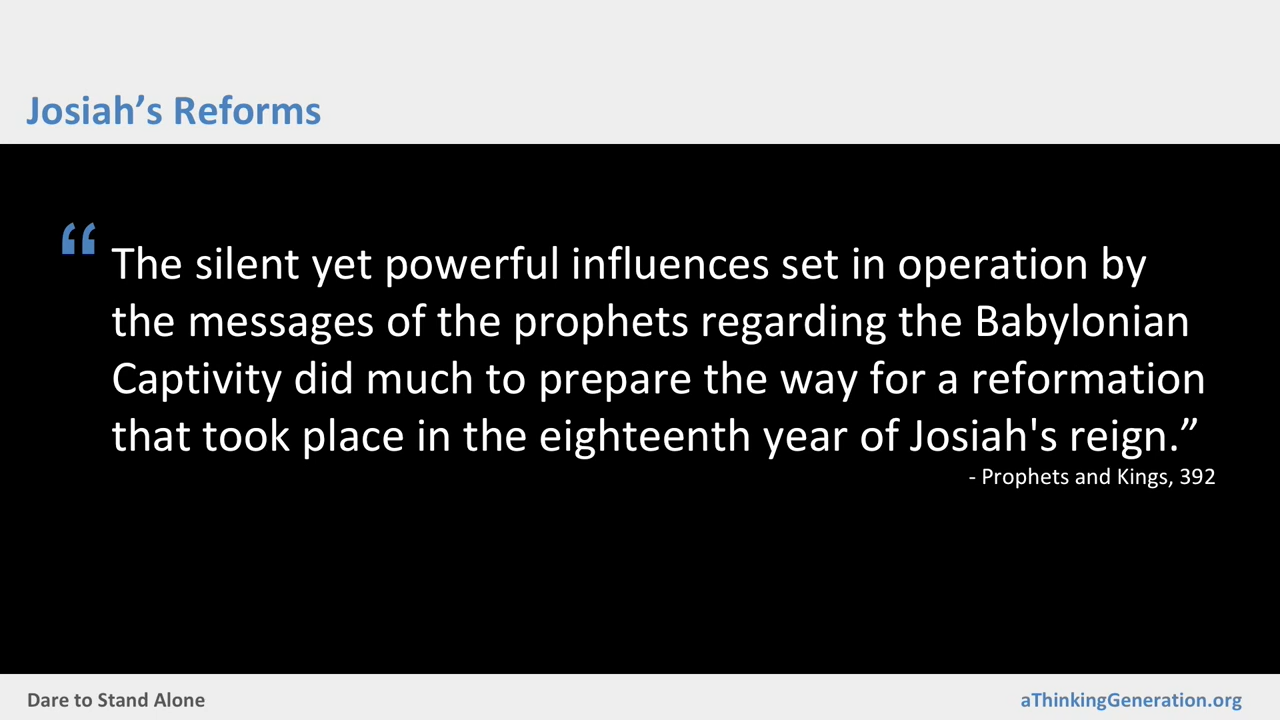 Josiah’s Reforms
“The silent yet powerful influences set in operation by
the messages of the prophets regarding the Babylonian
Captivity did much to prepare the way for a reformation
that took place in the eighteenth year of Josiah's reign.”
- Prophets and Kings, 392
Dare to Stand Alone
aThinkingGeneration.org